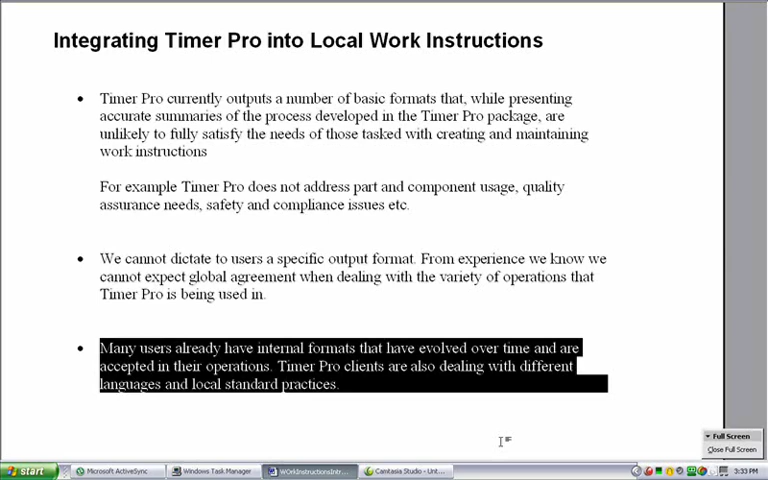 Integrating Timer Pro into Local Work Instructions
• Timer Pro currently outputs a number of basic formats that, while presenting
accurate summaries of the process developed in the Timer Pro package, are
unlikely to fully satisfy the needs of those tasked with creating and maintaining
work instructions
For example Timer Pro does not address part and component usage, quality
assurance needs, safety and compliance issues etc.
• We cannot dictate to users a specific output format. From experience we know we
cannot expect global agreement when dealing with the variety of operations that
Timer Pro is being used in.
• Many users already have internal formats that have evolved over time and are
accepted in their operations. Timer Pro clients are also dealing with different
languages and local standard practices.
Full Screen
Close Full Screen
start Microsoft ActiveSync Windows Task Manager WOrkInstructionsIntr... Camtasia Studio - Unt... 3:33 PM